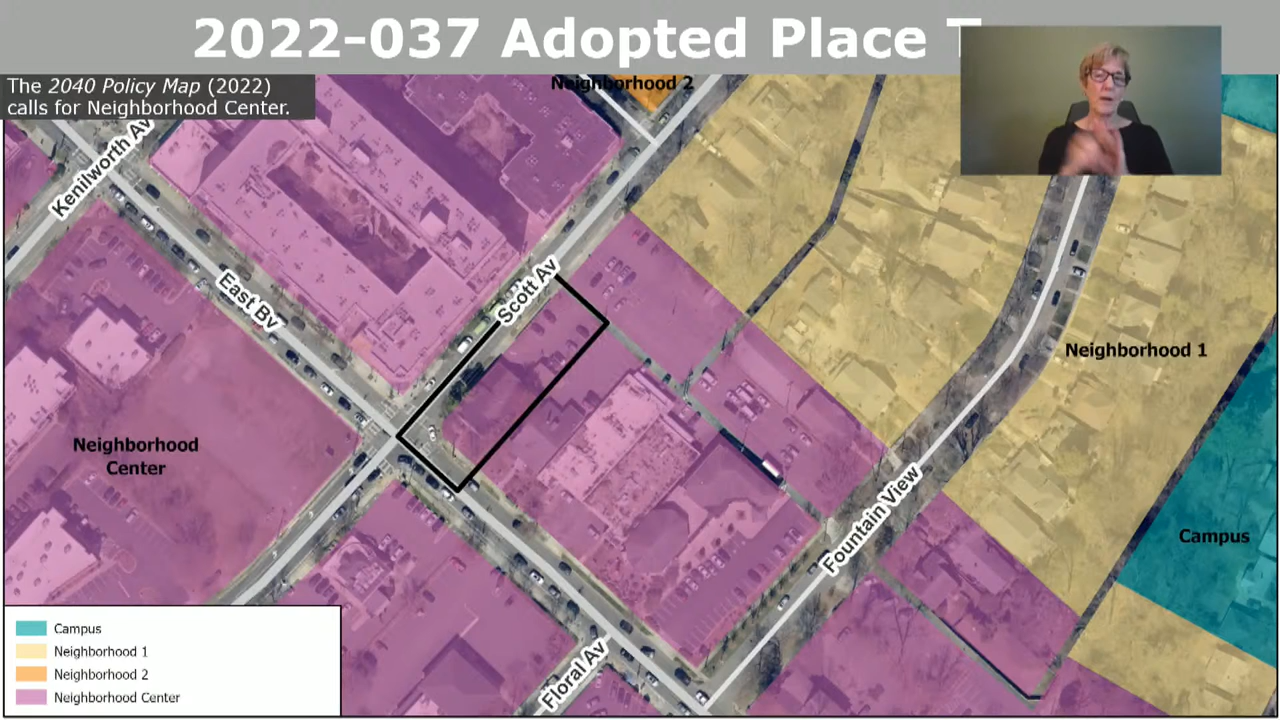 2022-037 Adopted Place T
The 2040 Policy Map (2022)
calls for Neighborhood Center.
Neighborhood 2
Kenilworth Av
East Bv
Scott Av
Neighborhood 1
Neighborhood
Center
Fountain View
Campus
Floral Av
Campus
Neighborhood 1
Neighborhood 2
Neighborhood Center